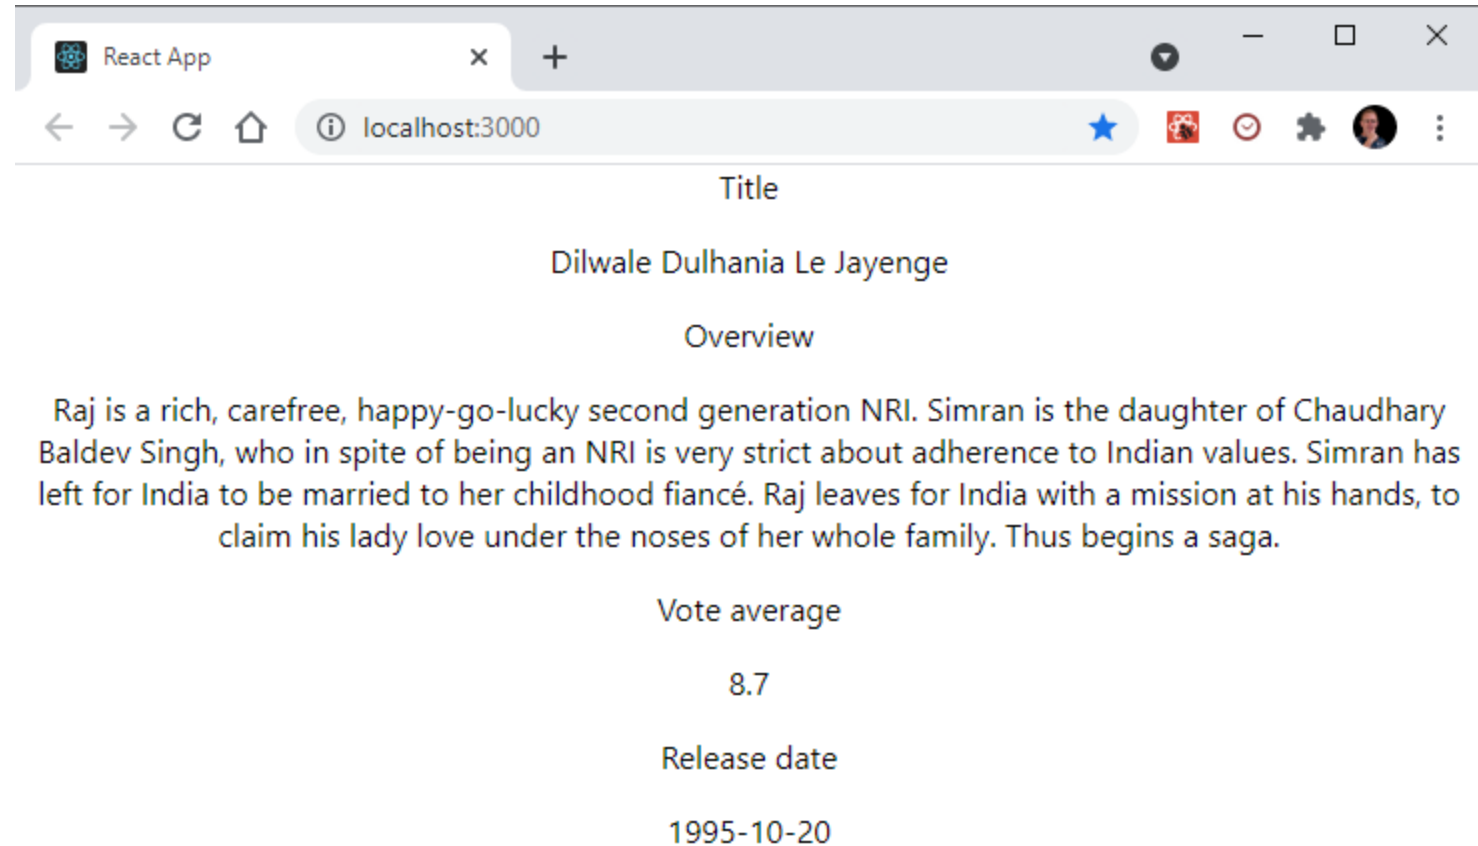 React App
localhost:3000
Title
Dilwale Dulhania Le Jayenge
Overview
Raj is a rich, carefree, happy-go-lucky second generation NRI. Simran is the daughter of Chaudhary
Baldev Singh, who in spite of being an NRI is very strict about adherence to Indian values. Simran has
left for India to be married to her childhood fiancé. Raj leaves for India with a mission at his hands, to
claim his lady love under the noses of her whole family. Thus begins a saga.
Vote average
8.7
Release date
1995-10-20